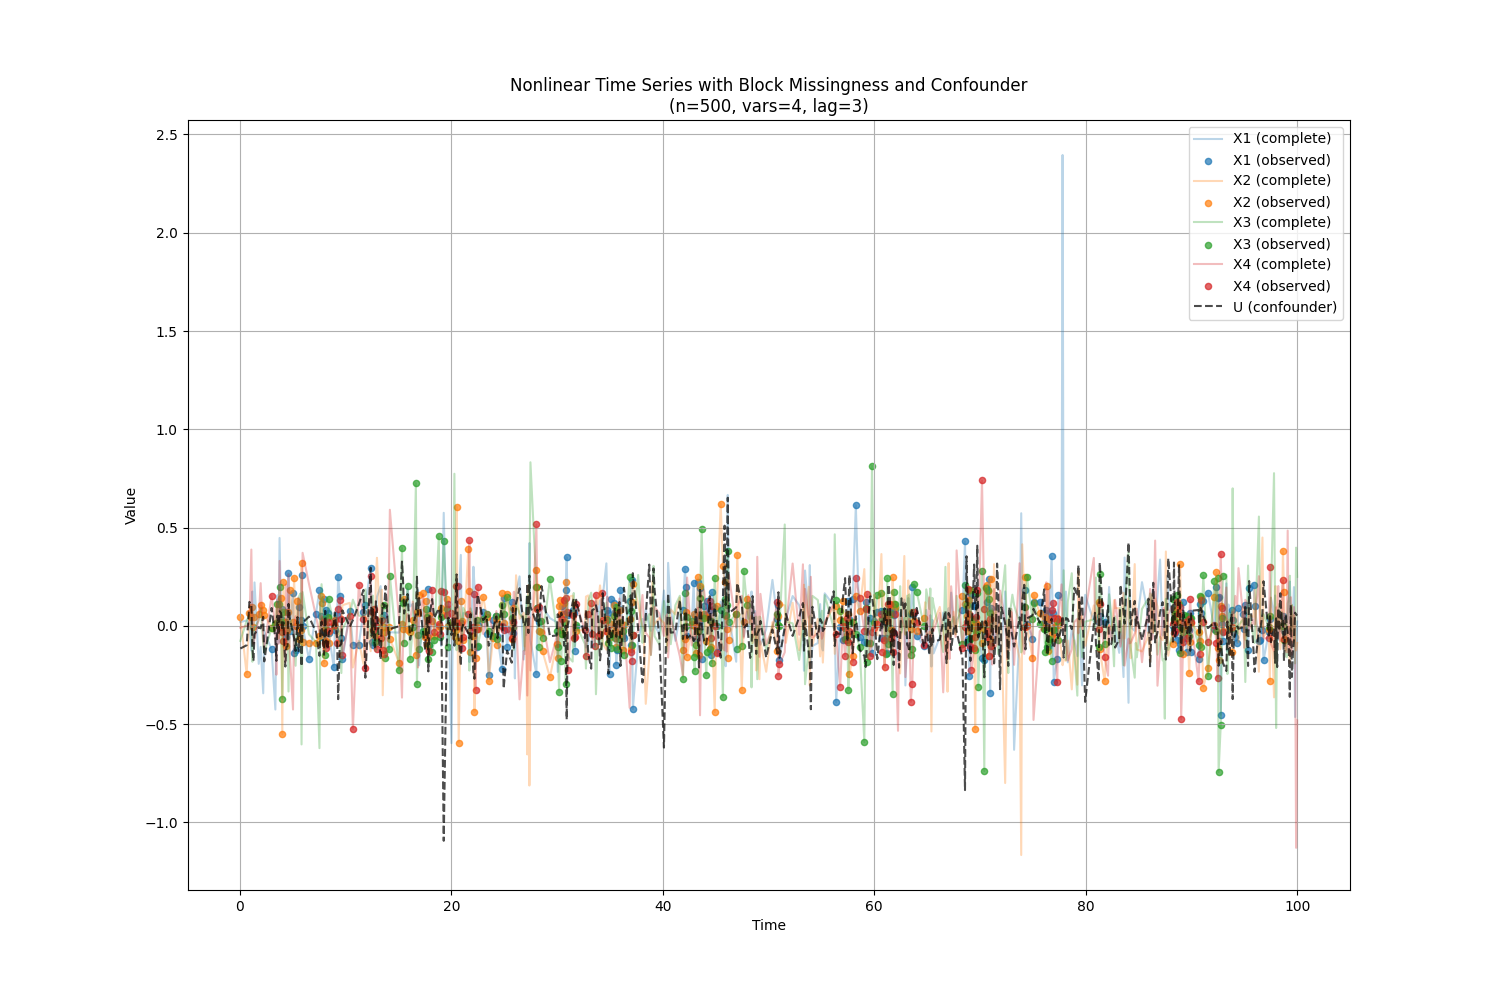 Nonlinear Time Series with Block Missingness and Confounder
(n=500, vars=4, lag=3)
X1 (complete)
X1 (observed)
X2 (complete)
X2 (observed)
X3 (complete)
X3 (observed)
X4 (complete)
X4 (observed)
U (confounder)
Value
2.5
2.0
1.5
1.0
0.5
0.0
−0.5
−1.0
0 20 40 60 80 100
Time